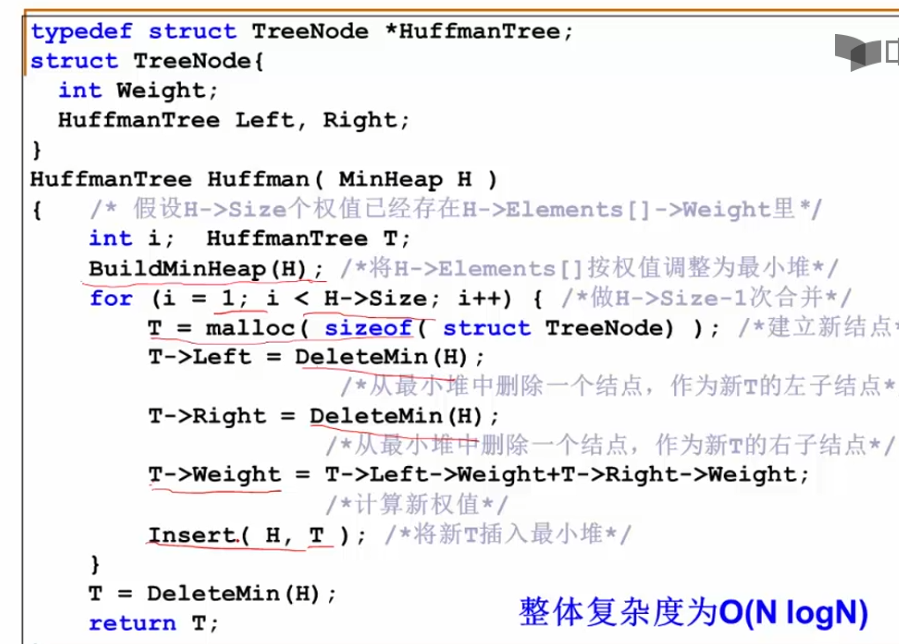 typedef struct TreeNode *HuffmanTree;
struct TreeNode{
int Weight;
HuffmanTree Left, Right;
}
HuffmanTree Huffman( MinHeap H )
{ /* 假设H->Size个权值已经存在H->Elements[]->Weight里*/
int i; HuffmanTree T;
BuildMinHeap(H); /*将H->Elements[]按权值调整为最小堆*/
for (i = 1; i < H->Size; i++) { /*做H->Size-1次合并*/
T = malloc( sizeof( struct TreeNode) ); /*建立新结点*
T->Left = DeleteMin(H);
/*从最小堆中删除一个结点，作为新T的左子结点*
T->Right = DeleteMin(H);
/*从最小堆中删除一个结点，作为新T的右子结点*/
T->Weight = T->Left->Weight+T->Right->Weight;
/*计算新权值*/
Insert( H, T ); /*将新T插入最小堆*/
}
T = DeleteMin(H);
return T;
整体复杂度为O(N logN)